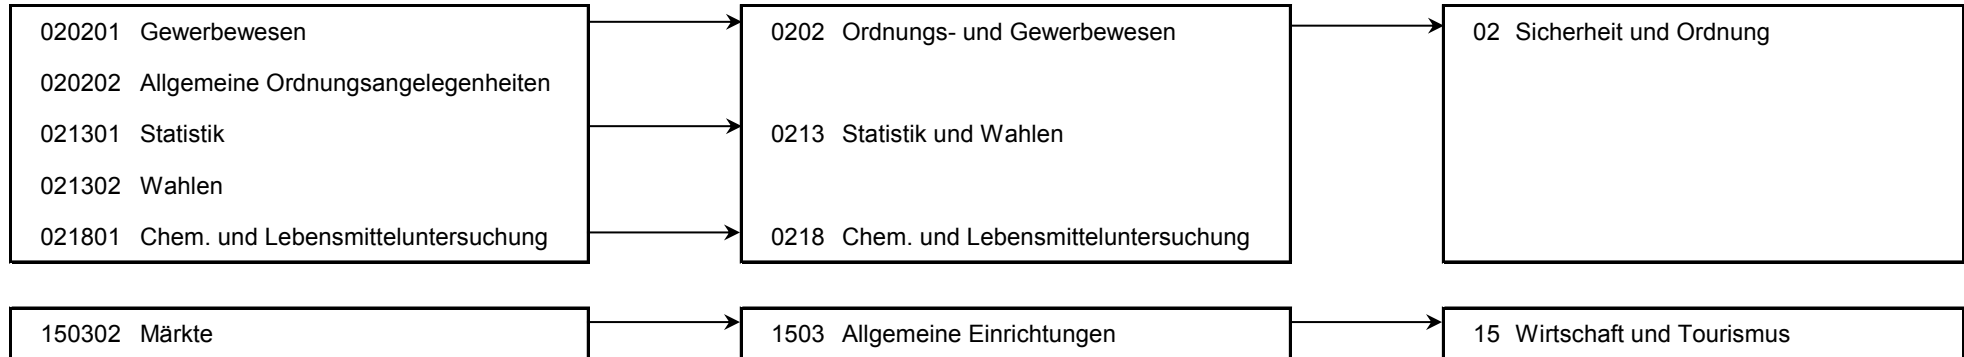 020201 Gewerbewesen 0202 Ordnungs- und Gewerbewesen 02 Sicherheit und Ordnung
020202 Allgemeine Ordnungsangelegenheiten
021301 Statistik 0213 Statistik und Wahlen
021302 Wahlen
021801 Chem. und Lebensmitteluntersuchung 0218 Chem. und Lebensmitteluntersuchung
150302 Märkte 1503 Allgemeine Einrichtungen 15 Wirtschaft und Tourismus